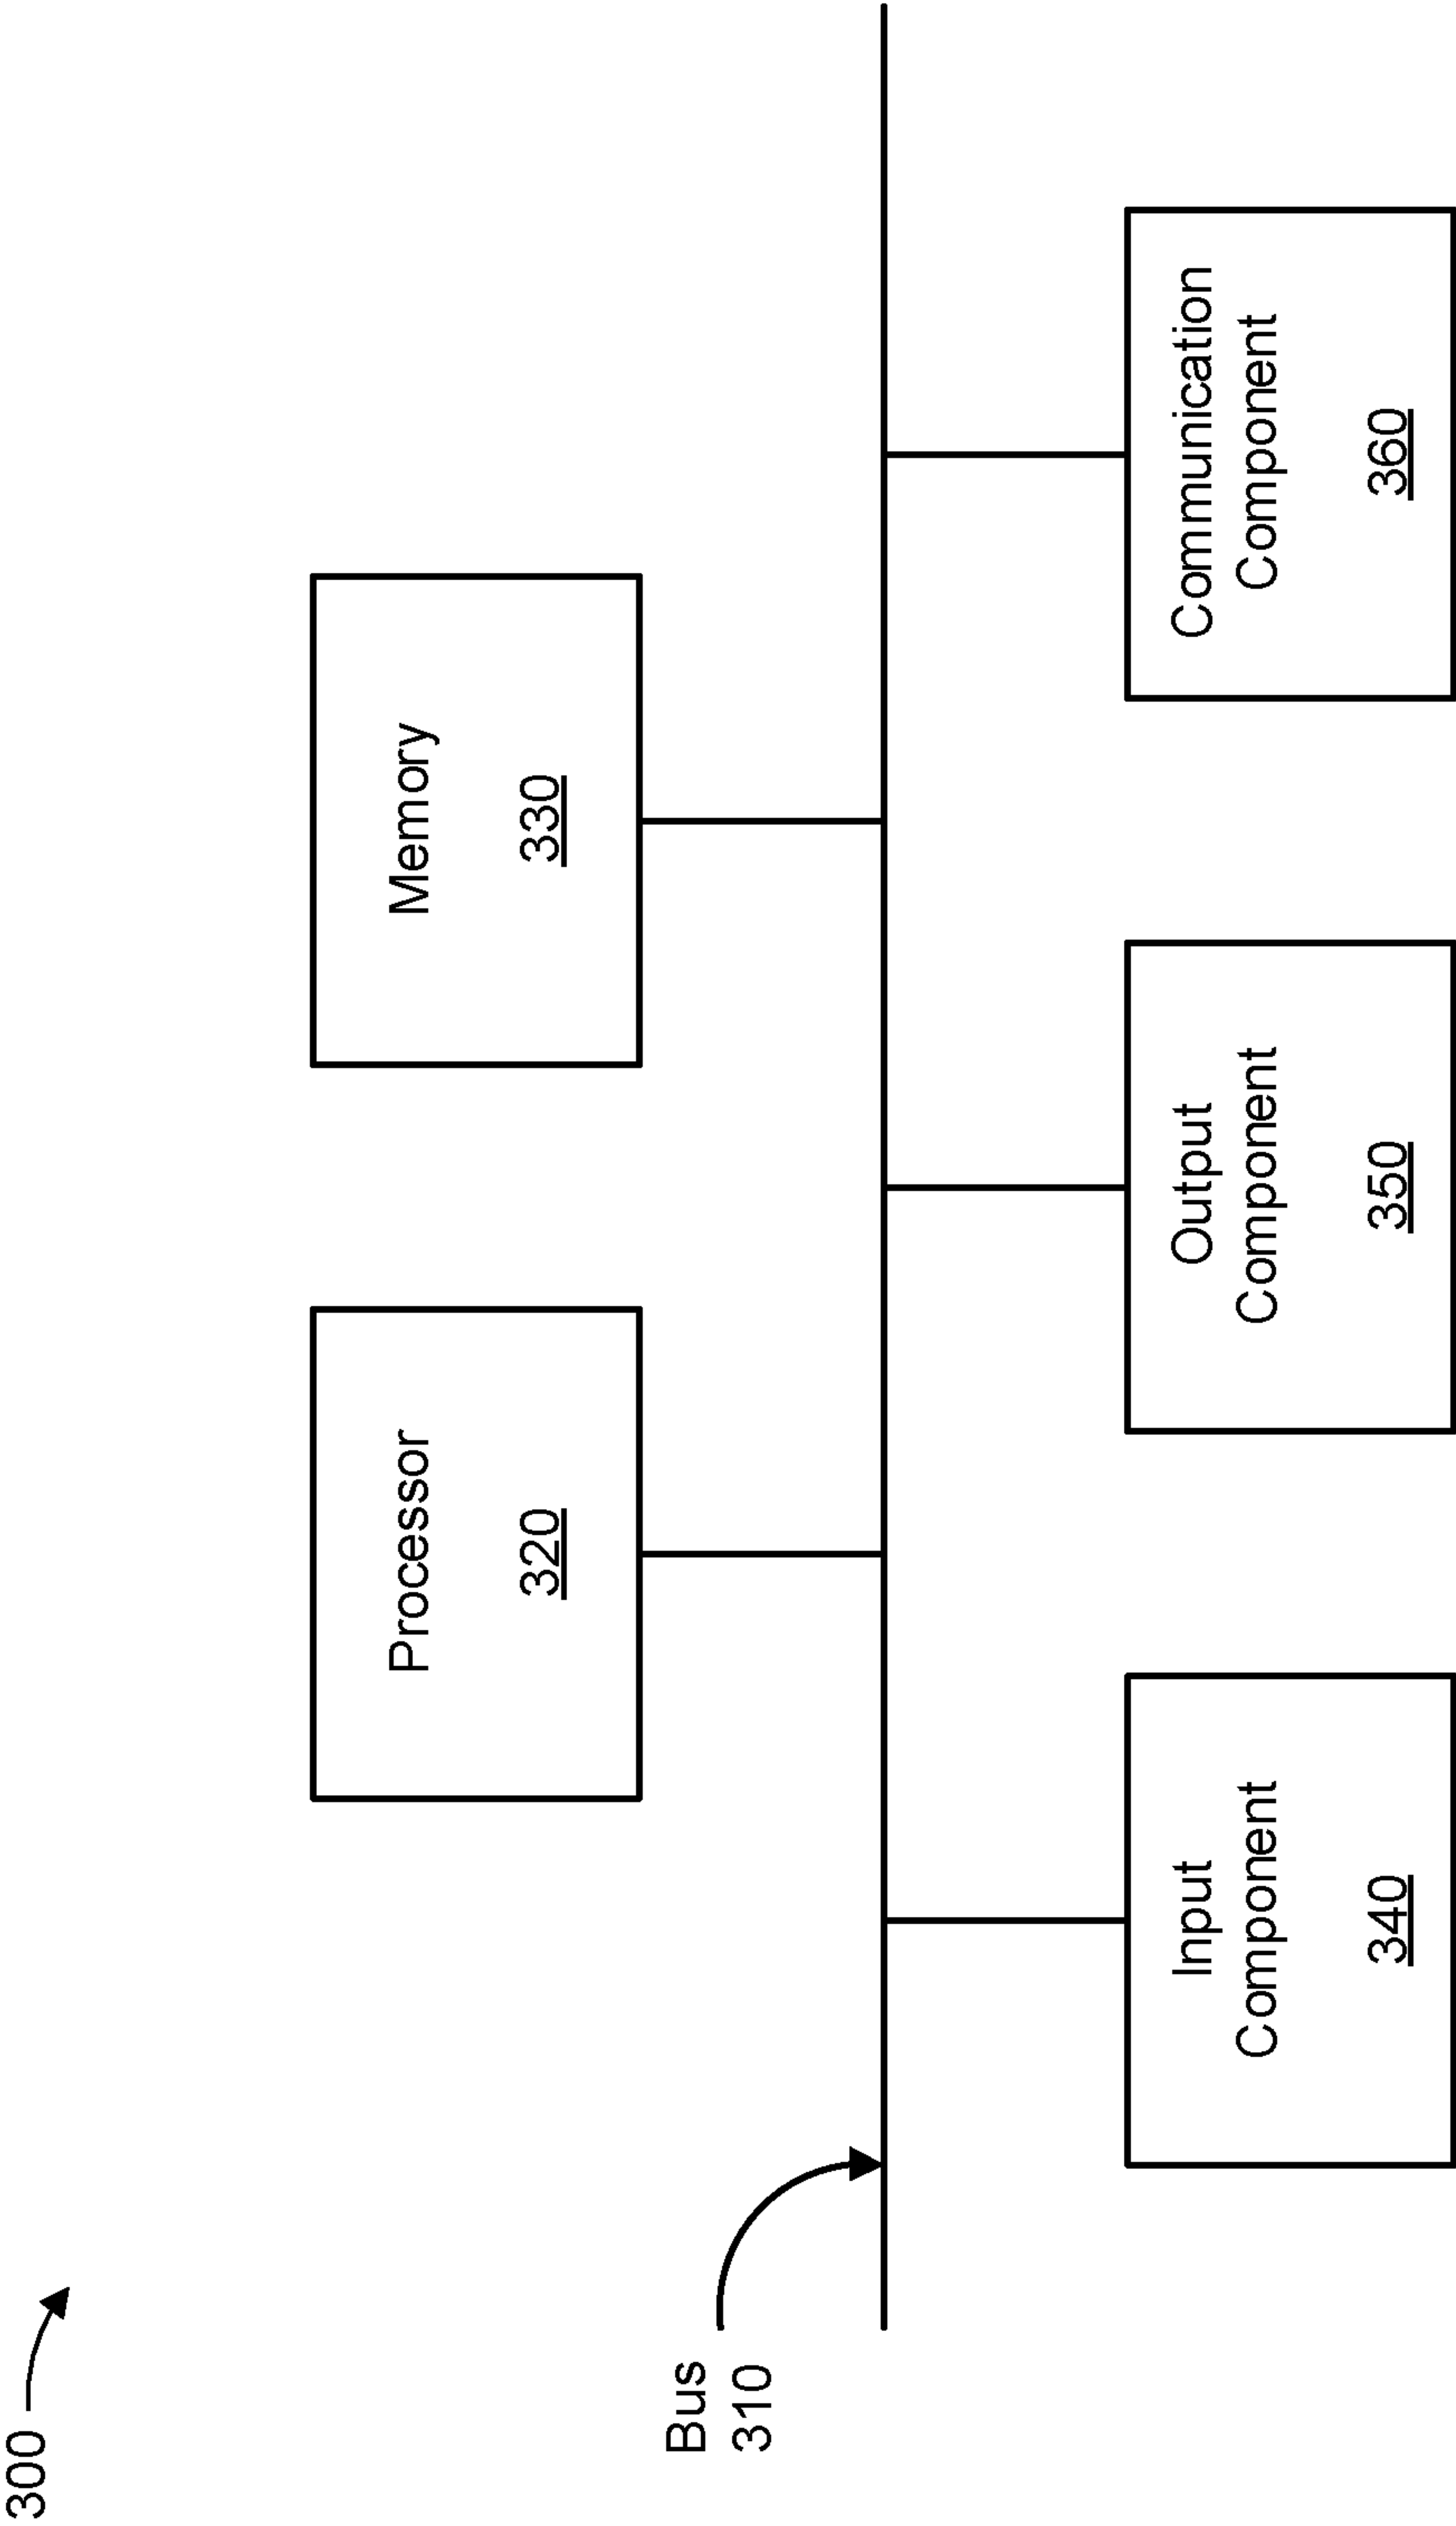 300
Processor
320
Memory
330
Bus
310
Input
Component
340
Output
Component
350
Communication
Component
360